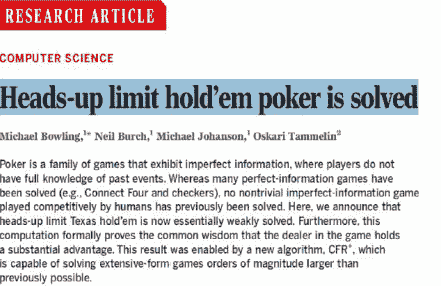 RESEARCH ARTICLE
COMPUTER SCIENCE
Heads-up limit hold'em poker is solved
Michael Bowling,¹* Neil Burch,¹ Michael Johanson,¹ Oskari Tammelin²
Poker is a family of games that exhibit imperfect information, where players do not
have full knowledge of past events. Whereas many perfect-information games have
been solved (e.g., Connect Four and checkers), no nontrivial imperfect-information game
played competitively by humans has previously been solved. Here, we announce that
heads-up limit Texas hold'em is now essentially weakly solved. Furthermore, this
computation formally proves the common wisdom that the dealer in the game holds
a substantial advantage. This result was enabled by a new algorithm, CFR⁺, which
is capable of solving extensive-form games orders of magnitude larger than
previously possible.